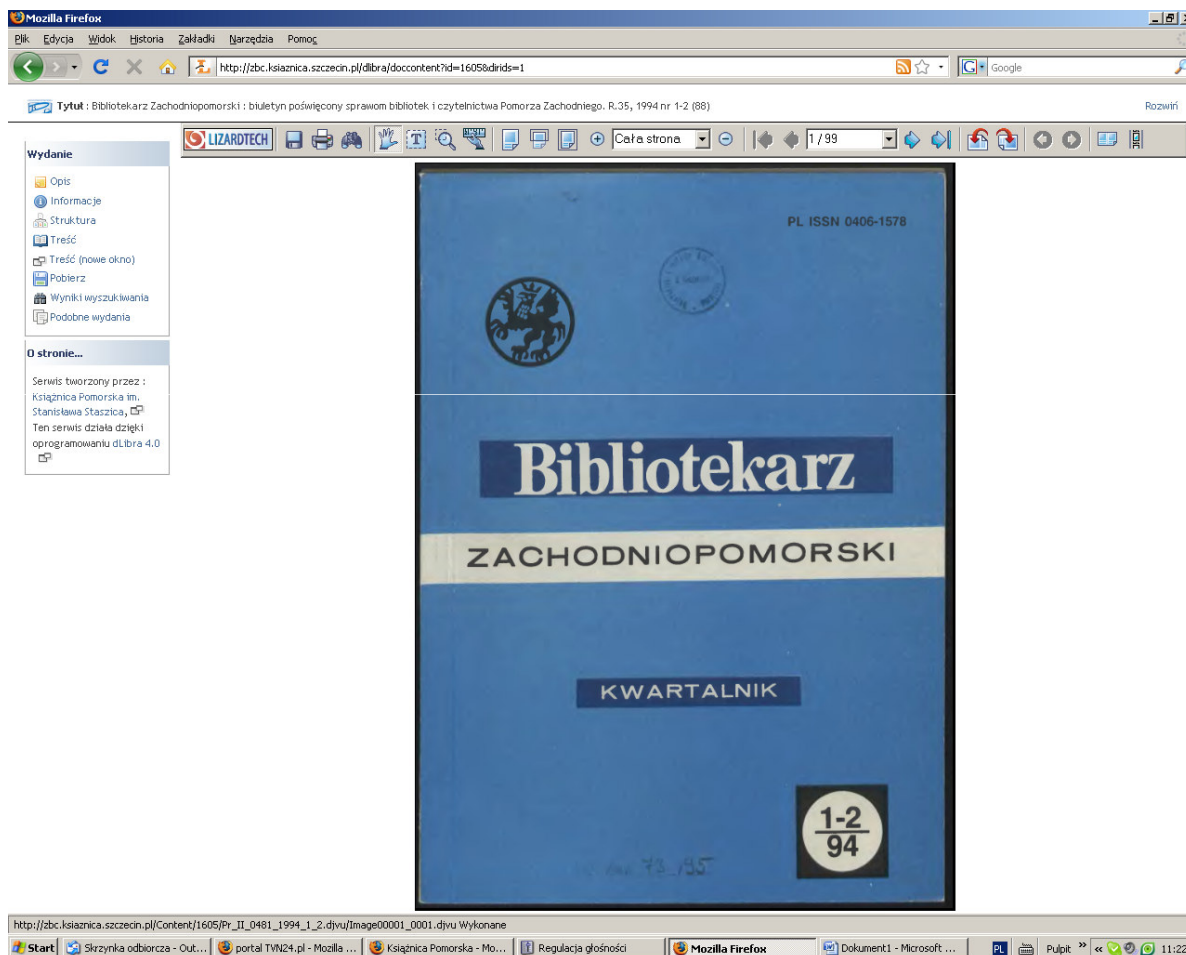 Mozilla Firefox
Plik Edycja Widok Historia Zakładki Narzędzia Pomoc
http://zbc.ksiaznica.szczecin.pl/dlibra/doccontent?id=1605&dirids=1
Google
Tytuł : Bibliotekarz Zachodniopomorski : biuletyn poświęcony sprawom bibliotek i czytelnictwa Pomorza Zachodniego. R.35, 1994 nr 1-2 (88)
Rozwiń
LIZARDTECH
Cała strona
1 / 99
Wydanie
Opis
Informacje
Struktura
Treść
Treść (nowe okno)
Pobierz
Wyniki wyszukiwania
Podobne wydania
O stronie...
Serwis tworzony przez :
Książnica Pomorska im.
Stanisława Staszica,
Ten serwis działa dzięki
oprogramowaniu dLibra 4.0
PL ISSN 0406-1578
Bibliotekarz
ZACHODNIOPOMORSKI
KWARTALNIK
1-2
94
http://zbc.ksiaznica.szczecin.pl/Content/1605/Pr_II_0481_1994_1_2.djvu/Image00001_0001.djvu Wykonane
Start Skrzynka odbiorcza - Out... portal TVN24.pl - Mozilla ... Książnica Pomorska - Mo... Regulacja głośności Mozilla Firefox Dokument1 - Microsoft ... PL Pulpit » « 11:22